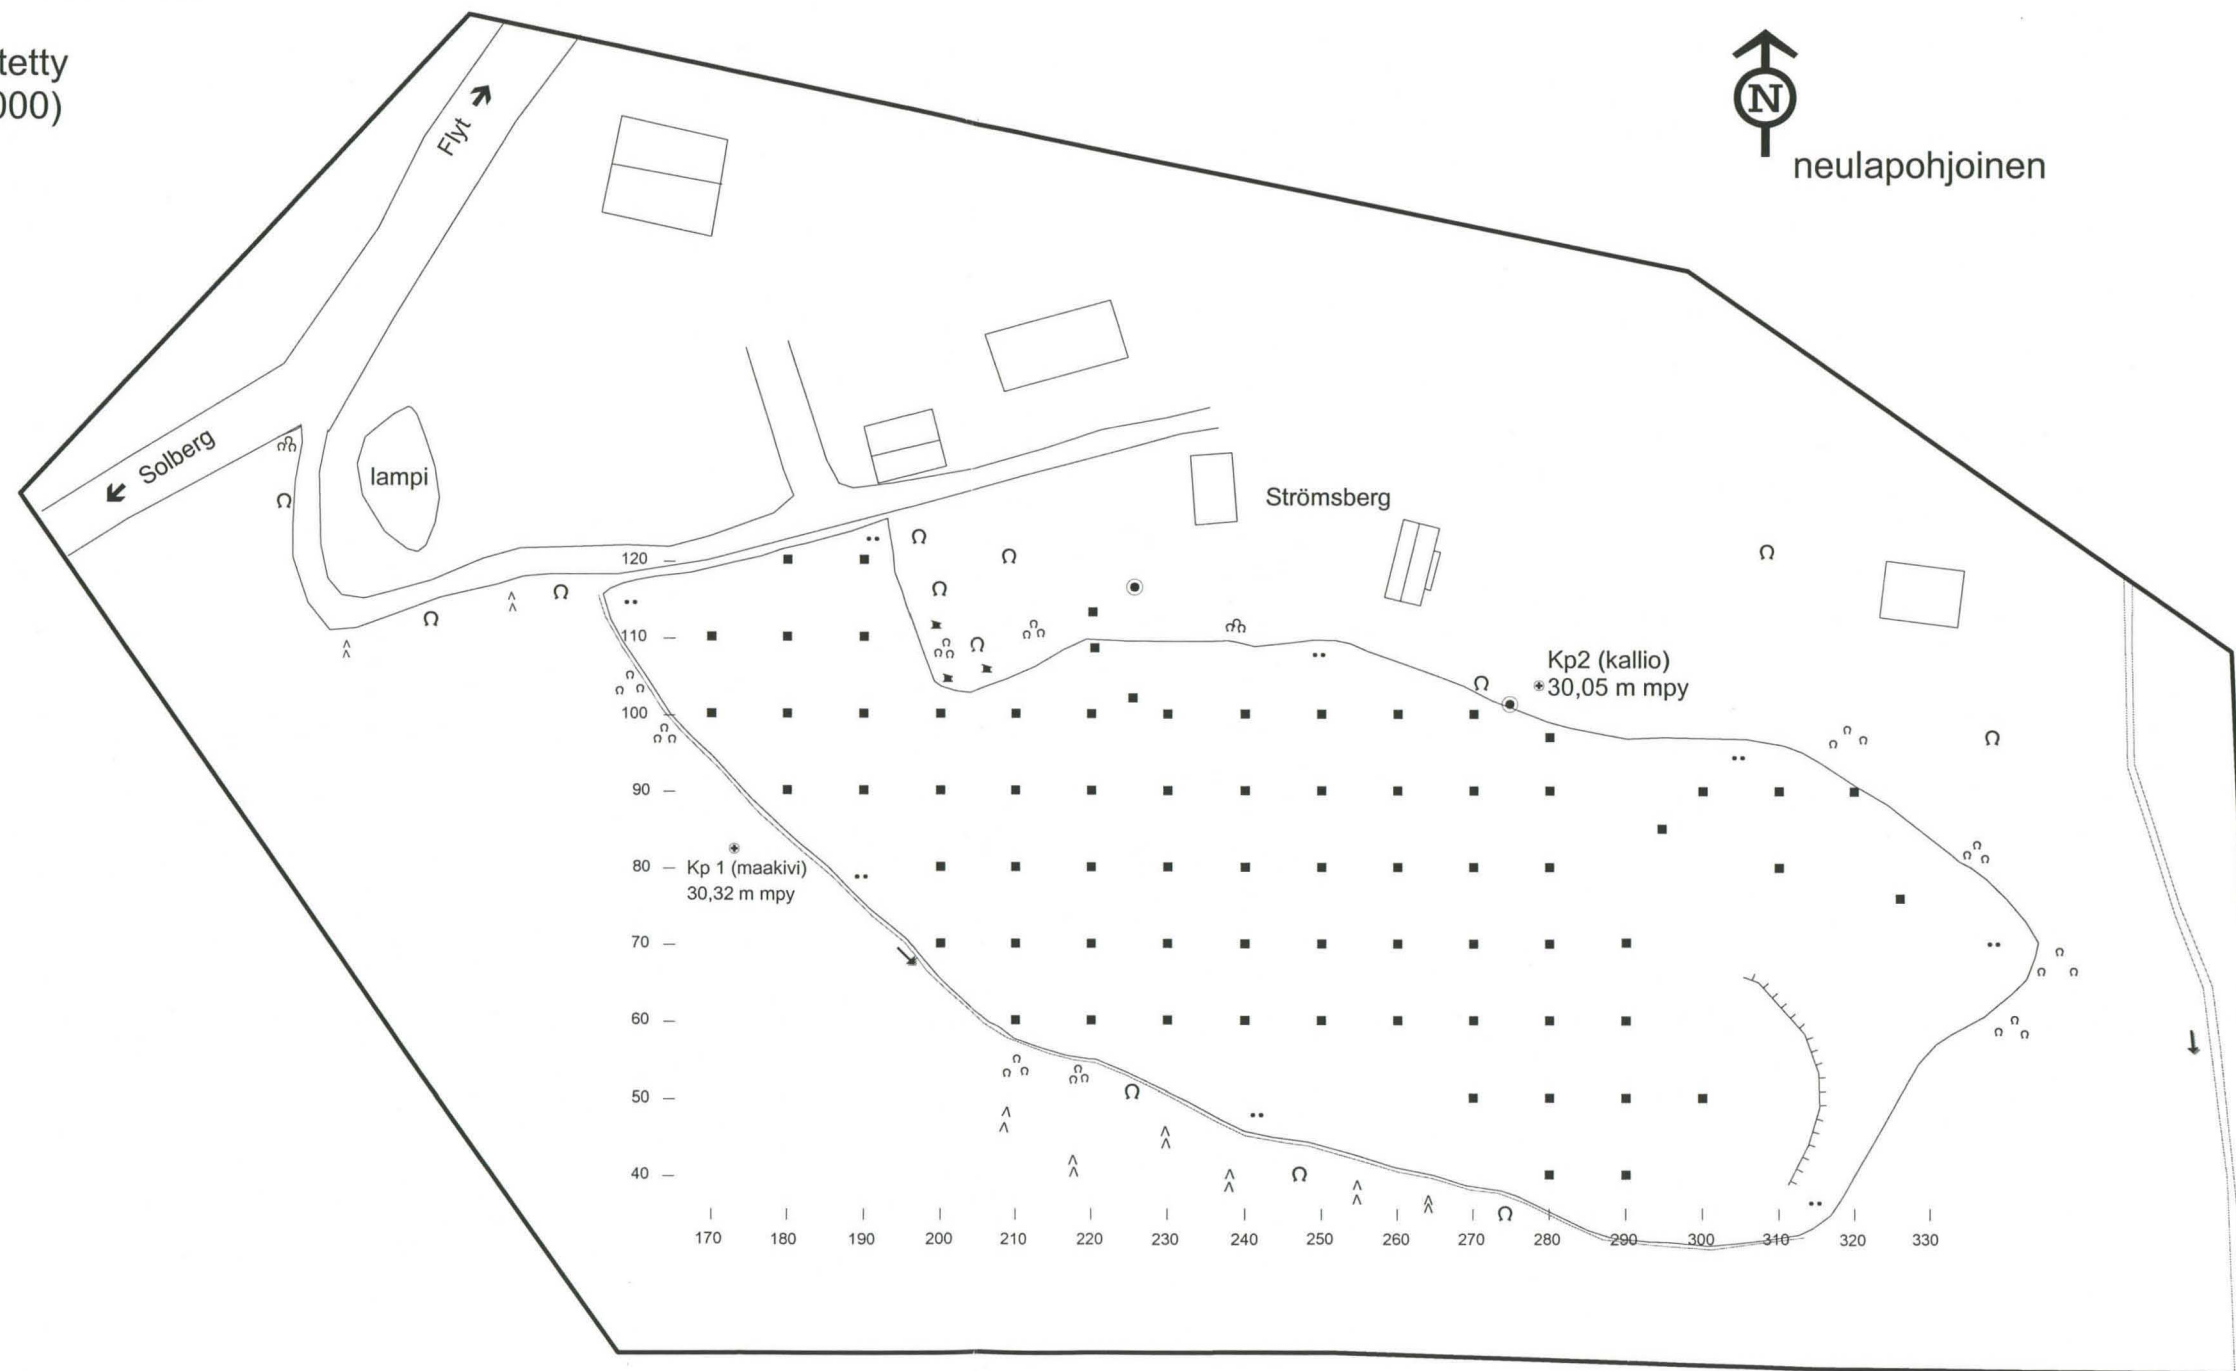 tetty
000)
N
neulapohjoinen
Flyt
Solberg
lampi
Strömsberg
Kp2 (kallio)
30,05 m mpy
Kp 1 (maakivi)
30,32 m mpy
120
110
100
90
80
70
60
50
40
170 180 190 200 210 220 230 240 250 260 270 280 290 300 310 320 330